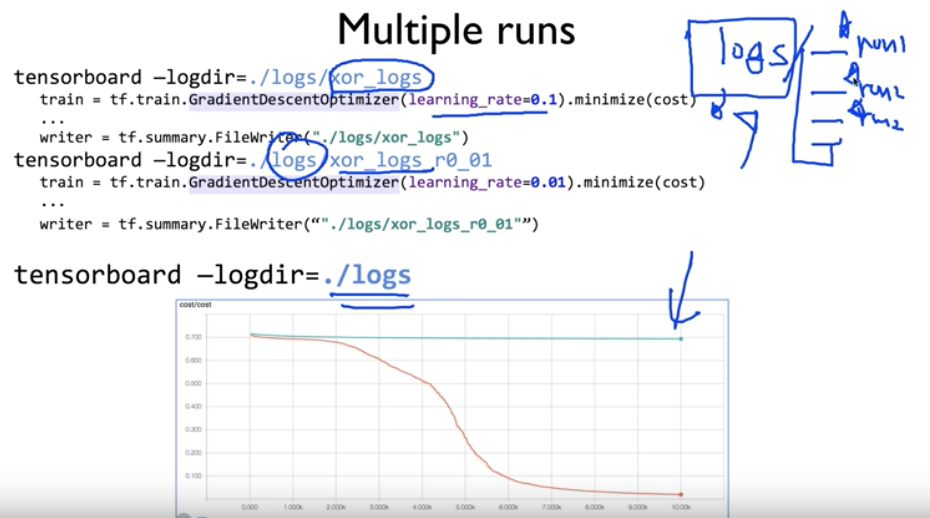 Multiple runs
tensorboard –logdir=./logs/xor_logs
train = tf.train.GradientDescentOptimizer(learning_rate=0.1).minimize(cost)
...
writer = tf.summary.FileWriter("./logs/xor_logs")
tensorboard –logdir=./logs/xor_logs_r0_01
train = tf.train.GradientDescentOptimizer(learning_rate=0.01).minimize(cost)
...
writer = tf.summary.FileWriter(“"./logs/xor_logs_r0_01"”)
logs
run1
run2
run2
tensorboard –logdir=./logs
cost/cost
0.700
0.600
0.500
0.400
0.300
0.200
0.100
0.000 1.000k 2.000k 3.000k 4.000k 5.000k 6.000k 7.000k 8.000k 9.000k 10.00k